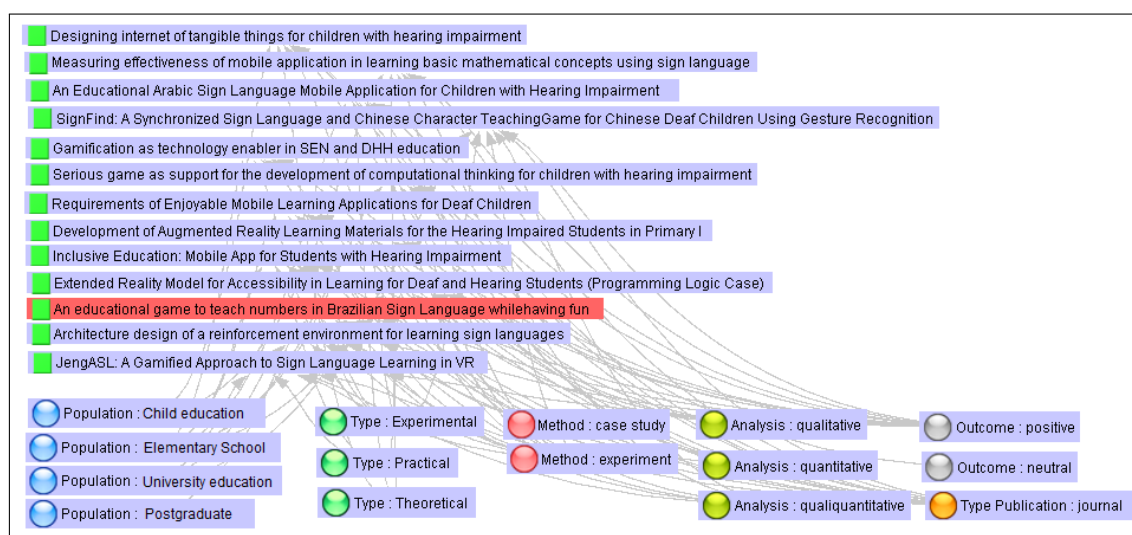 Designing internet of tangible things for children with hearing impairment
Measuring effectiveness of mobile application in learning basic mathematical concepts using sign language
An Educational Arabic Sign Language Mobile Application for Children with Hearing Impairment
SignFind: A Synchronized Sign Language and Chinese Character TeachingGame for Chinese Deaf Children Using Gesture Recognition
Gamification as technology enabler in SEN and DHH education
Serious game as support for the development of computational thinking for children with hearing impairment
Requirements of Enjoyable Mobile Learning Applications for Deaf Children
Development of Augmented Reality Learning Materials for the Hearing Impaired Students in Primary I
Inclusive Education: Mobile App for Students with Hearing Impairment
Extended Reality Model for Accessibility in Learning for Deaf and Hearing Students (Programming Logic Case)
An educational game to teach numbers in Brazilian Sign Language whilehaving fun
Architecture design of a reinforcement environment for learning sign languages
JengASL: A Gamified Approach to Sign Language Learning in VR
Population : Child education
Population : Elementary School
Population : University education
Population : Postgraduate
Type : Experimental
Type : Practical
Type : Theoretical
Method : case study
Method : experiment
Analysis : qualitative
Analysis : quantitative
Analysis : qualiquantitative
Outcome : positive
Outcome : neutral
Type Publication : journal